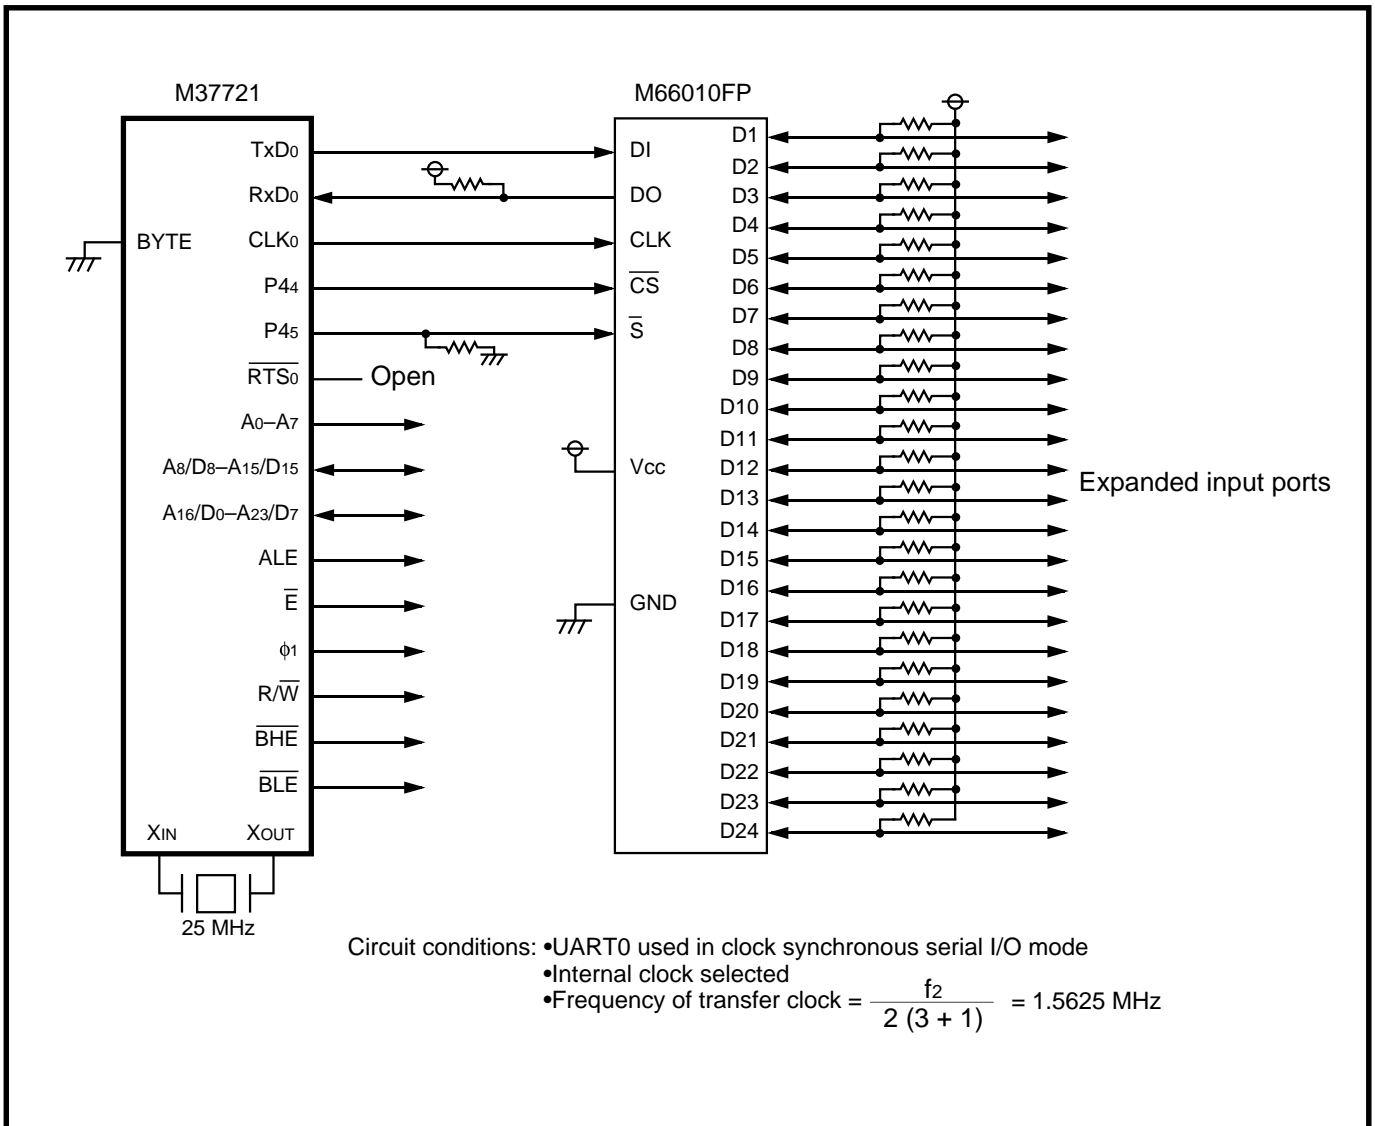 M37721
M66010FP
BYTE
TxD0
RxD0
CLK0
P44
P45
RTS0
Open
A0–A7
A8/D8–A15/D15
A16/D0–A23/D7
ALE
E
ϕ1
R/W
BHE
BLE
XIN
XOUT
25 MHz
DI
DO
CLK
CS
S
Vcc
GND
D1
D2
D3
D4
D5
D6
D7
D8
D9
D10
D11
D12
D13
D14
D15
D16
D17
D18
D19
D20
D21
D22
D23
D24
Expanded input ports
Circuit conditions: •UART0 used in clock synchronous serial I/O mode
•Internal clock selected
•Frequency of transfer clock = f2 / 2 (3 + 1) = 1.5625 MHz